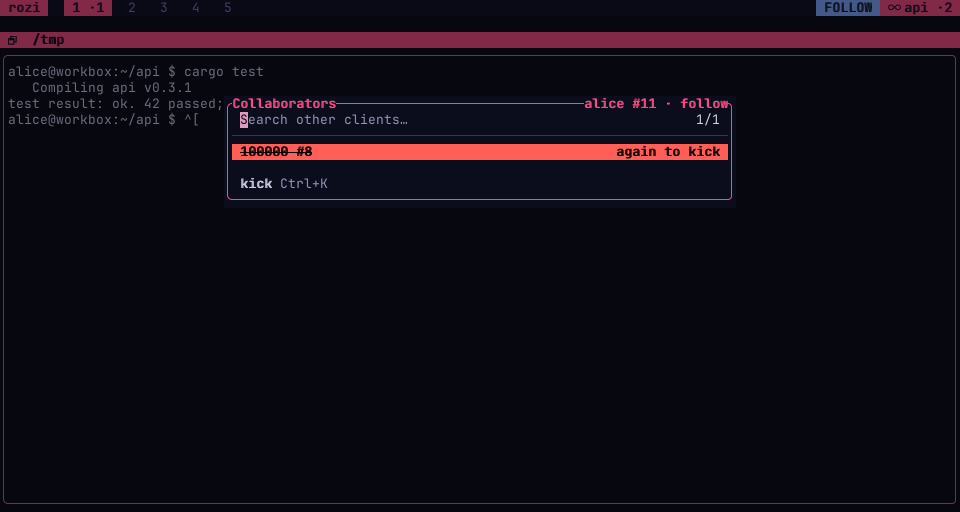 rozi 1 ·1 2 3 4 5 FOLLOW ∞api ·2
/tmp
alice@workbox:~/api $ cargo test
Compiling api v0.3.1
test result: ok. 42 passed;
alice@workbox:~/api $ ^[
Collaborators alice #11 · follow
Search other clients… 1/1
100000 #8 again to kick
kick Ctrl+K